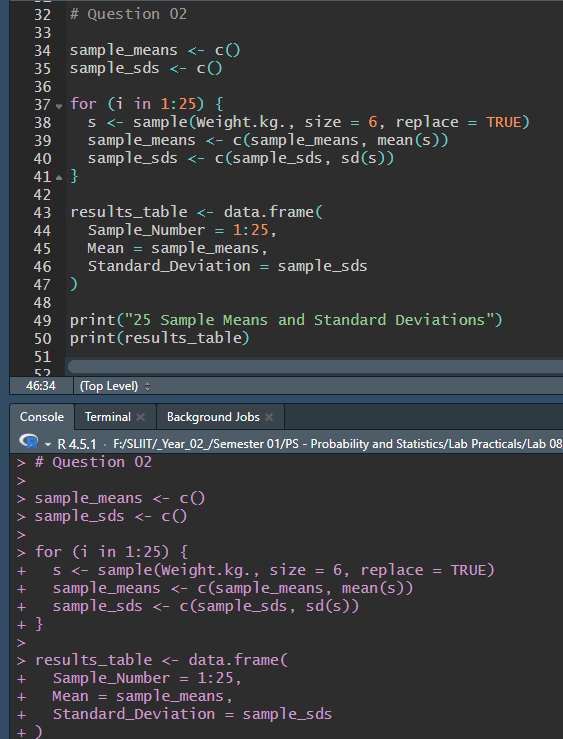 32 # Question 02
33
34 sample_means <- c()
35 sample_sds <- c()
36
37 for (i in 1:25) {
38   s <- sample(Weight.kg., size = 6, replace = TRUE)
39   sample_means <- c(sample_means, mean(s))
40   sample_sds <- c(sample_sds, sd(s))
41 }
42
43 results_table <- data.frame(
44   Sample_Number = 1:25,
45   Mean = sample_means,
46   Standard_Deviation = sample_sds
47 )
48
49 print("25 Sample Means and Standard Deviations")
50 print(results_table)
51
52
46:34 (Top Level)
Console Terminal Background Jobs
R 4.5.1 · F:/SLIIT/_Year_02_/Semester 01/PS - Probability and Statistics/Lab Practicals/Lab 08
> # Question 02
>
> sample_means <- c()
> sample_sds <- c()
>
> for (i in 1:25) {
+   s <- sample(Weight.kg., size = 6, replace = TRUE)
+   sample_means <- c(sample_means, mean(s))
+   sample_sds <- c(sample_sds, sd(s))
+ }
>
> results_table <- data.frame(
+   Sample_Number = 1:25,
+   Mean = sample_means,
+   Standard_Deviation = sample_sds
+ )